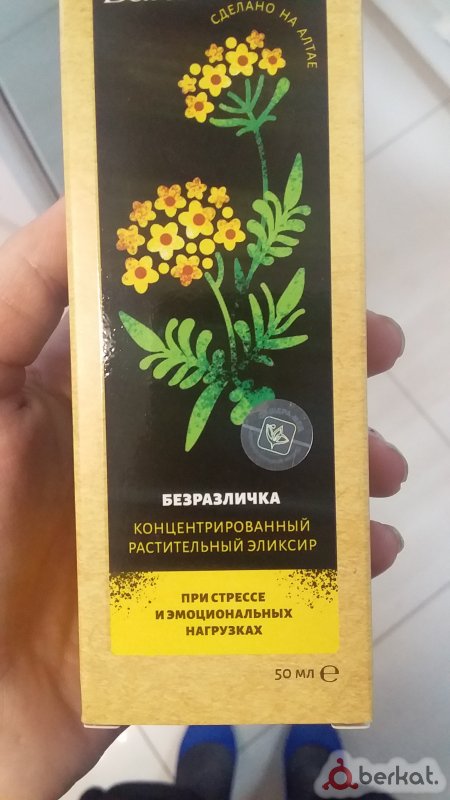 СДЕЛАНО НА АЛТАЕ
БЕЗРАЗЛИЧКА
КОНЦЕНТРИРОВАННЫЙ
РАСТИТЕЛЬНЫЙ ЭЛИКСИР
ПРИ СТРЕССЕ
И ЭМОЦИОНАЛЬНЫХ
НАГРУЗКАХ
50 МЛ ℮
berkat.